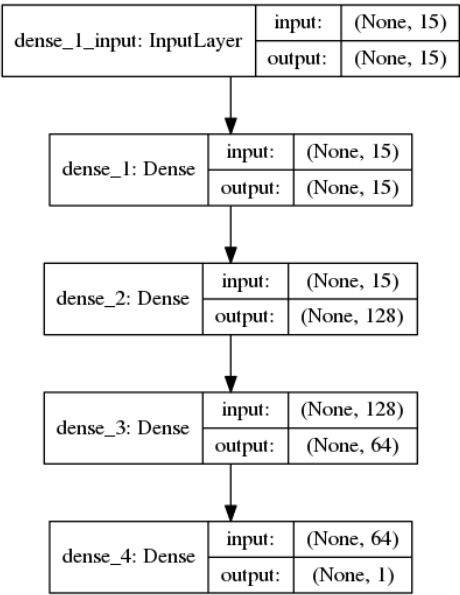 dense_1_input: InputLayer
input: (None, 15)
output: (None, 15)
dense_1: Dense
input: (None, 15)
output: (None, 15)
dense_2: Dense
input: (None, 15)
output: (None, 128)
dense_3: Dense
input: (None, 128)
output: (None, 64)
dense_4: Dense
input: (None, 64)
output: (None, 1)